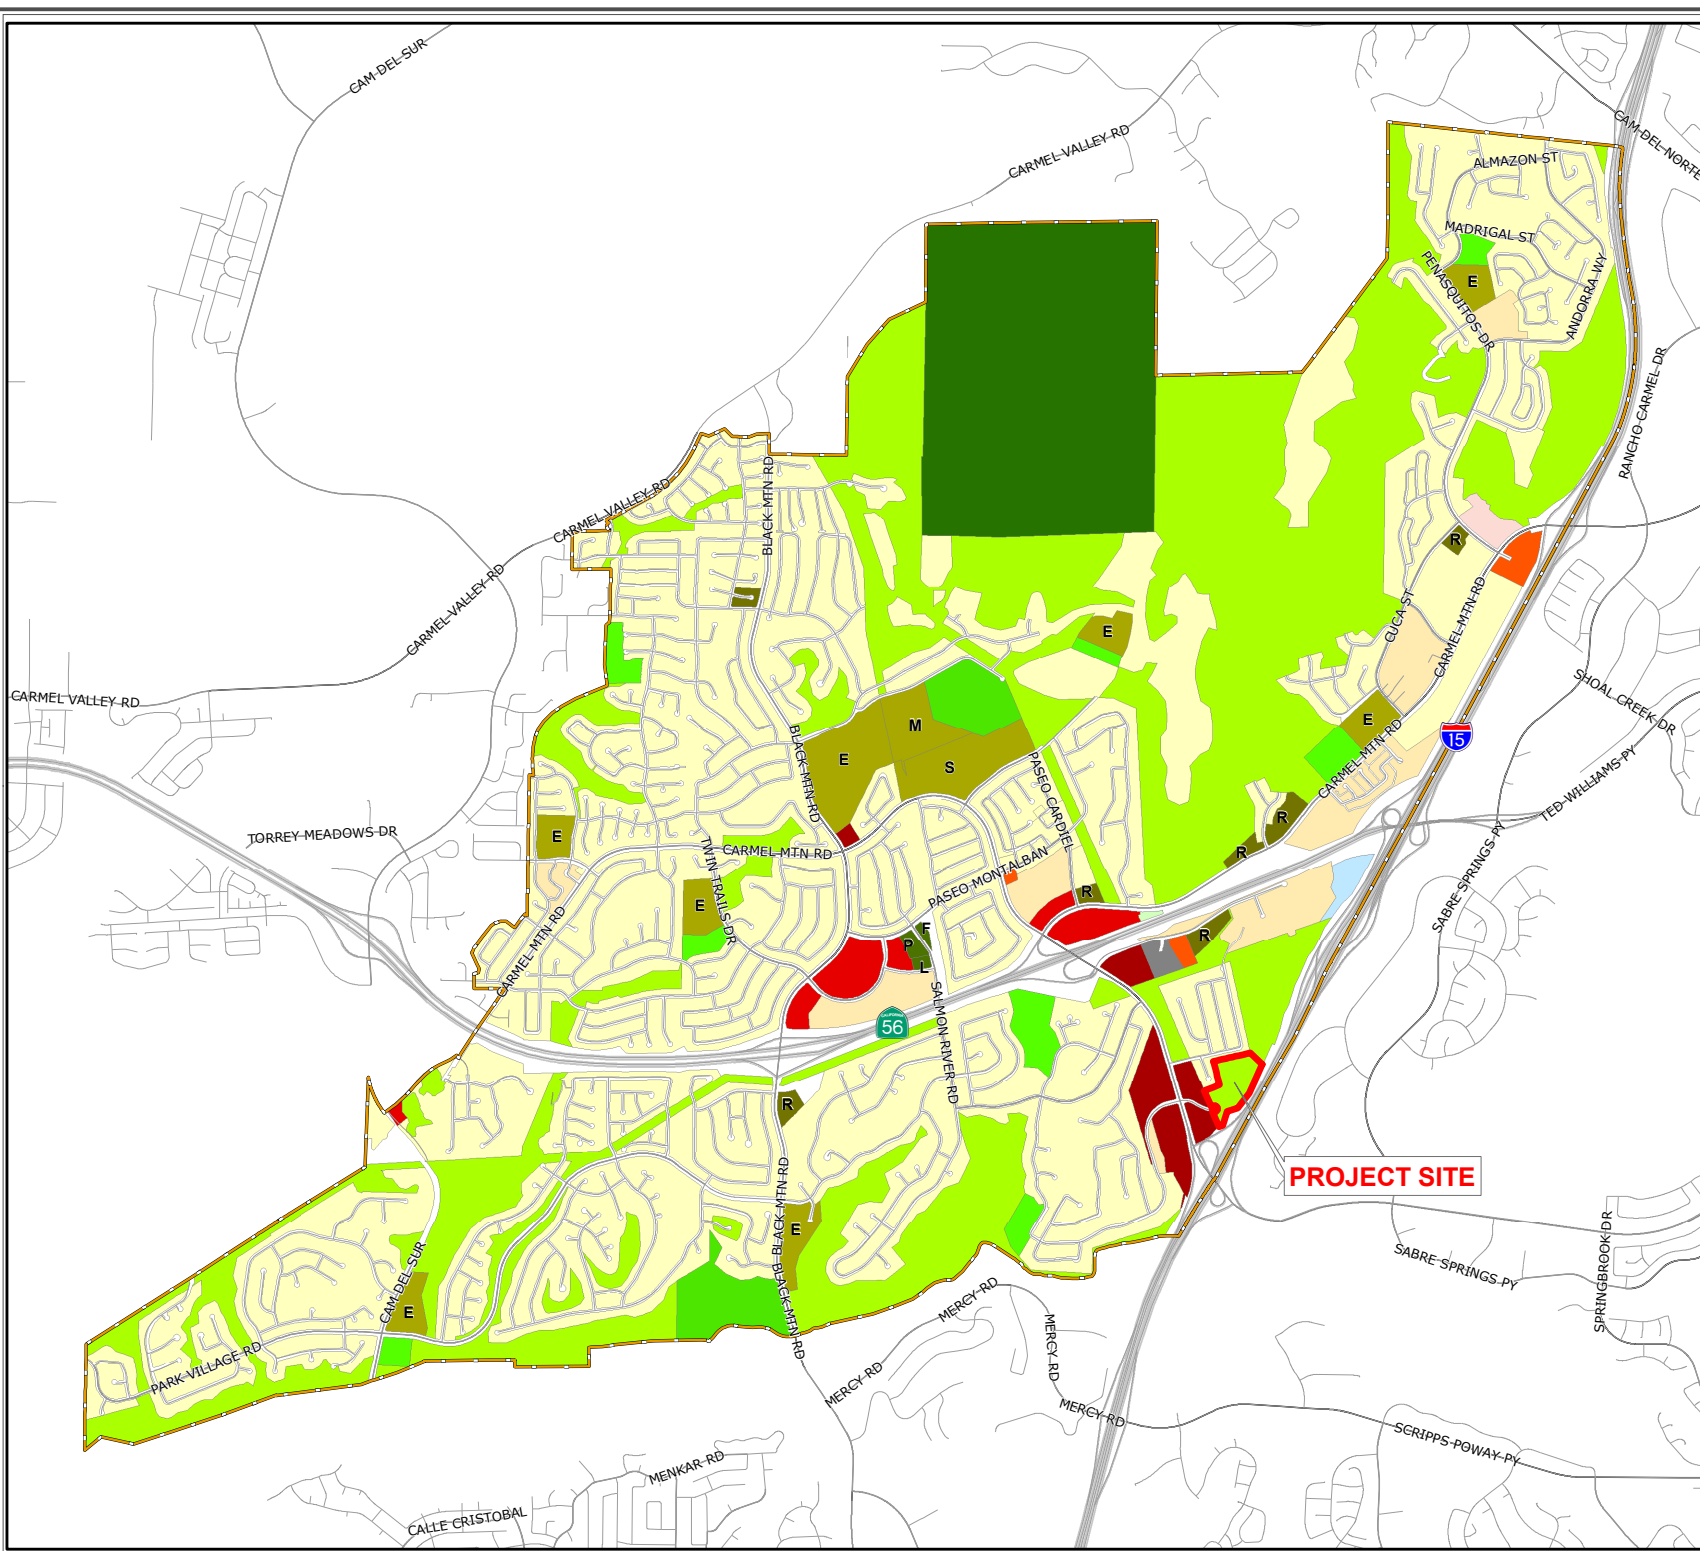 CAM DEL SUR
CARMEL VALLEY RD
CAM DEL NORTE
ALMAZON ST
MADRIGAL ST
PENASQUITOS DR
E
ANDORRA WY
RANCHO CARMEL DR
BLACK MTN RD
CARMEL VALLEY RD
CARMEL VALLEY RD
R
CUCA ST
CARMEL MTN RD
E
CARMEL VALLEY RD
SHOAL CREEK DR
M
E
S
E
15
BLACK MTN RD
PASEO CARDIEL
CARMEL MTN RD
TED WILLIAMS PY
TORREY MEADOWS DR
E
R
R
TWIN TRAILS DR
CARMEL MTN RD
PASEO MONTALBAN
SABRE SPRINGS PY
E
R
F
P
L
R
CARMEL MTN RD
CALIFORNIA
56
SALMON RIVER RD
R
PROJECT SITE
BLACK MTN RD
E
SABRE SPRINGS PY
SPRINGBROOK DR
CAM DEL SUR
E
BLACK MTN RD
MERCY RD
MERCY RD
PARK VILLAGE RD
MERCY RD
MERCY RD
SCRIPPS POWAY PY
MENKAR RD
CALLE CRISTOBAL